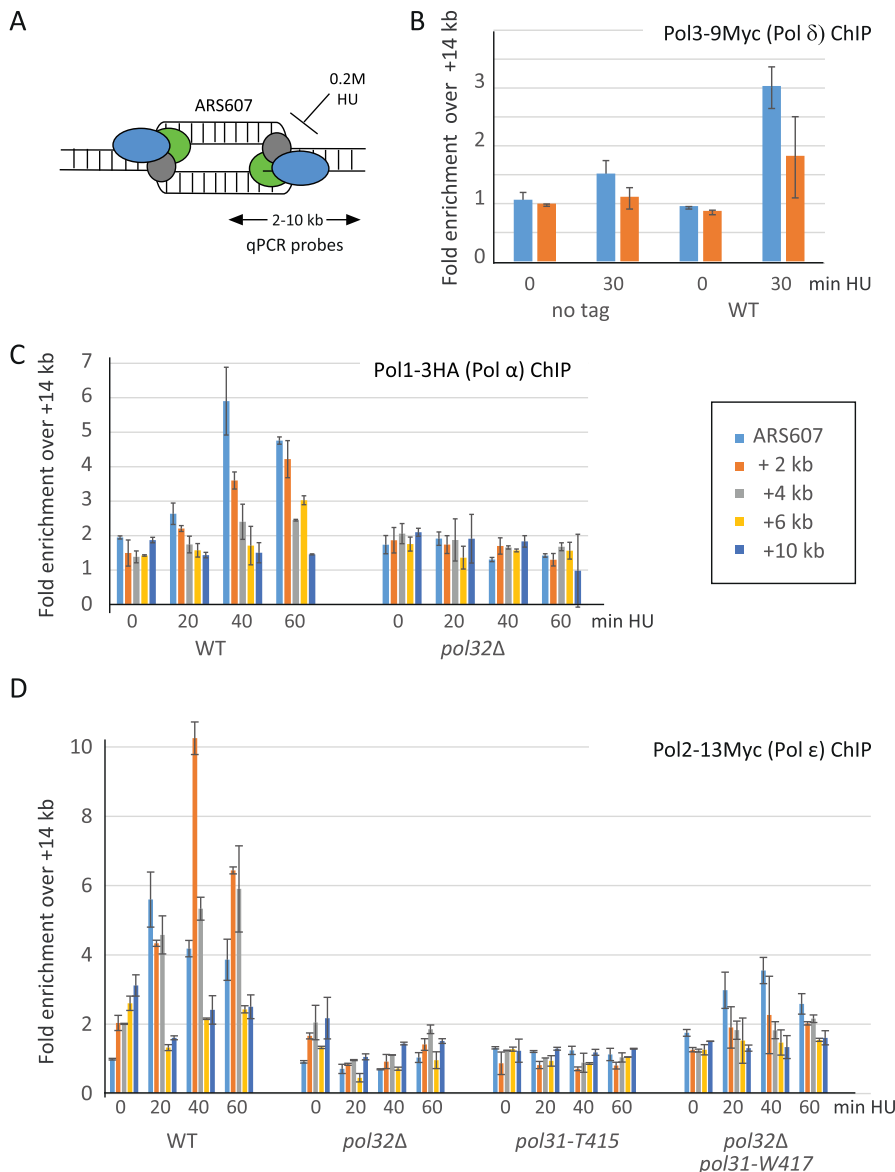 A
0.2M
HU
ARS607
2-10 kb
qPCR probes
B
Pol3-9Myc (Pol δ) ChIP
Fold enrichment over +14 kb
3
2
1
0
0 30 0 30 min HU
no tag WT
C
Pol1-3HA (Pol α) ChIP
Fold enrichment over +14 kb
7
6
5
4
3
2
1
0
0 20 40 60 0 20 40 60 min HU
WT pol32Δ
ARS607
+ 2 kb
+4 kb
+6 kb
+10 kb
D
Pol2-13Myc (Pol ε) ChIP
Fold enrichment over +14 kb
10
8
6
4
2
0
0 20 40 60 0 20 40 60 0 20 40 60 0 20 40 60 min HU
WT pol32Δ pol31-T415 pol32Δ
pol31-W417